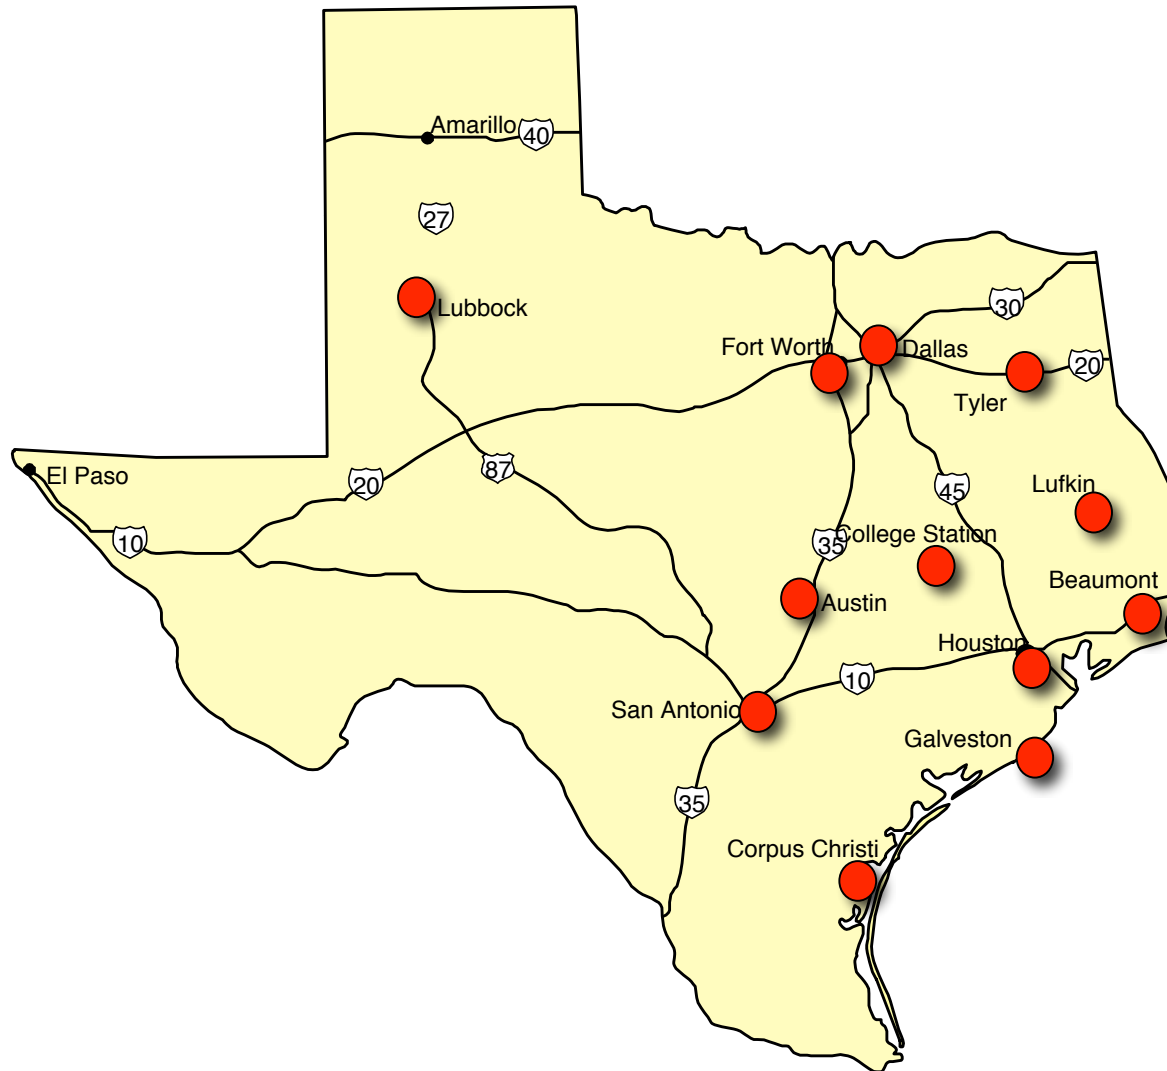 Amarillo
40
27
Lubbock
30
Fort Worth
Dallas
20
Tyler
El Paso
87
20
45
Lufkin
10
35
College Station
Beaumont
Austin
Houston
10
San Antonio
Galveston
35
Corpus Christi